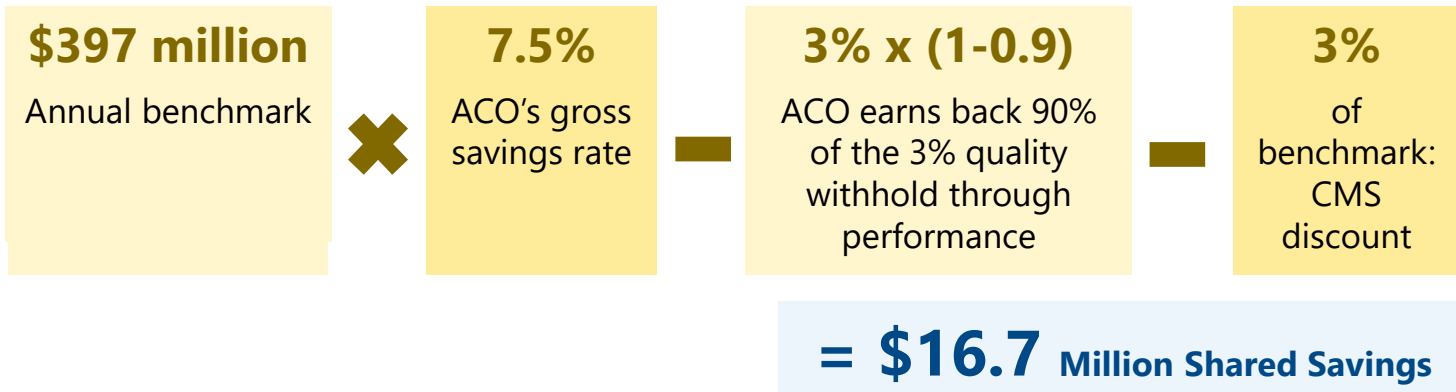 $397 million
Annual benchmark
7.5%
ACO's gross
savings rate
3% x (1-0.9)
ACO earns back 90%
of the 3% quality
withhold through
performance
3%
of
benchmark:
CMS
discount
= $16.7 Million Shared Savings